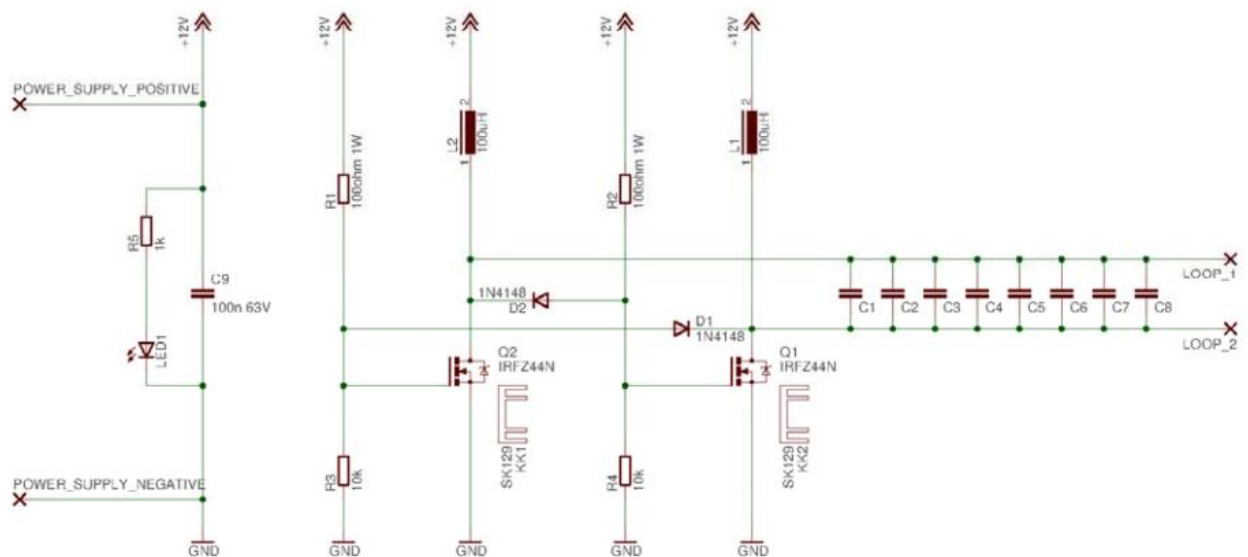 +12V
+12V
+12V
+12V
+12V
POWER_SUPPLY_POSITIVE
L2
2
1
100uH
L1
2
1
100uH
R1
100ohm 1W
R2
100ohm 1W
R5
1k
C9
100n 63V
LED1
1N4148
D2
D1
1N4148
C1
C2
C3
C4
C5
C6
C7
C8
LOOP_1
LOOP_2
Q2
IRFZ44N
Q1
IRFZ44N
SK129
KK1
SK129
KK2
R3
10k
R4
10k
POWER_SUPPLY_NEGATIVE
GND
GND
GND
GND
GND